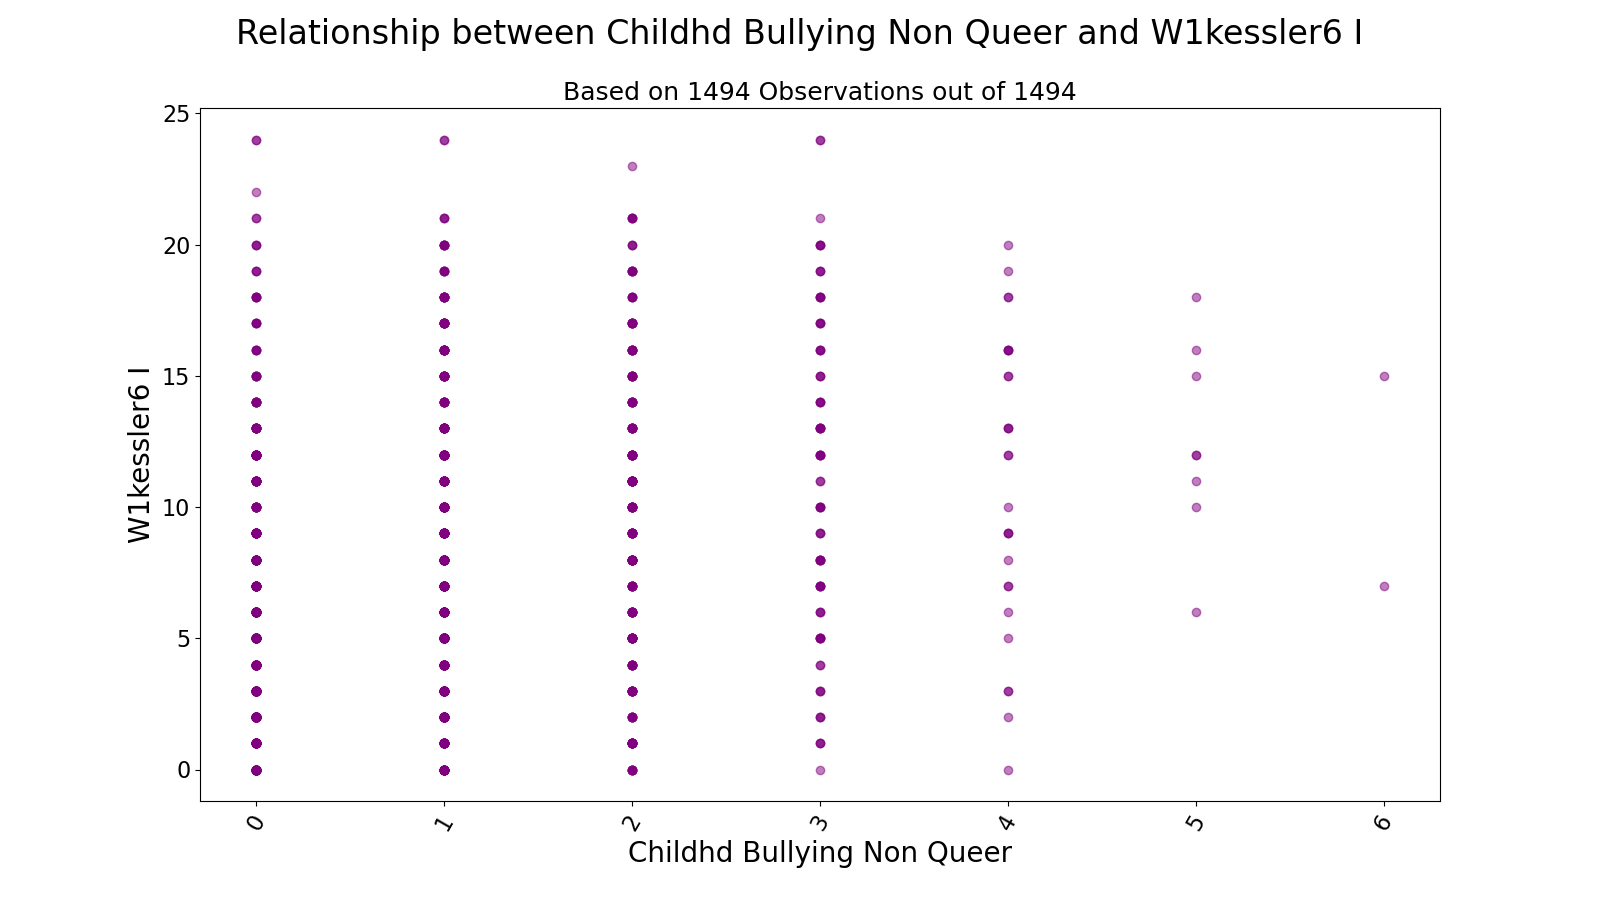 Relationship between Childhd Bullying Non Queer and W1kessler6 I
Based on 1494 Observations out of 1494
25
20
15
10
5
0
W1kessler6 I
0 1 2 3 4 5 6
Childhd Bullying Non Queer